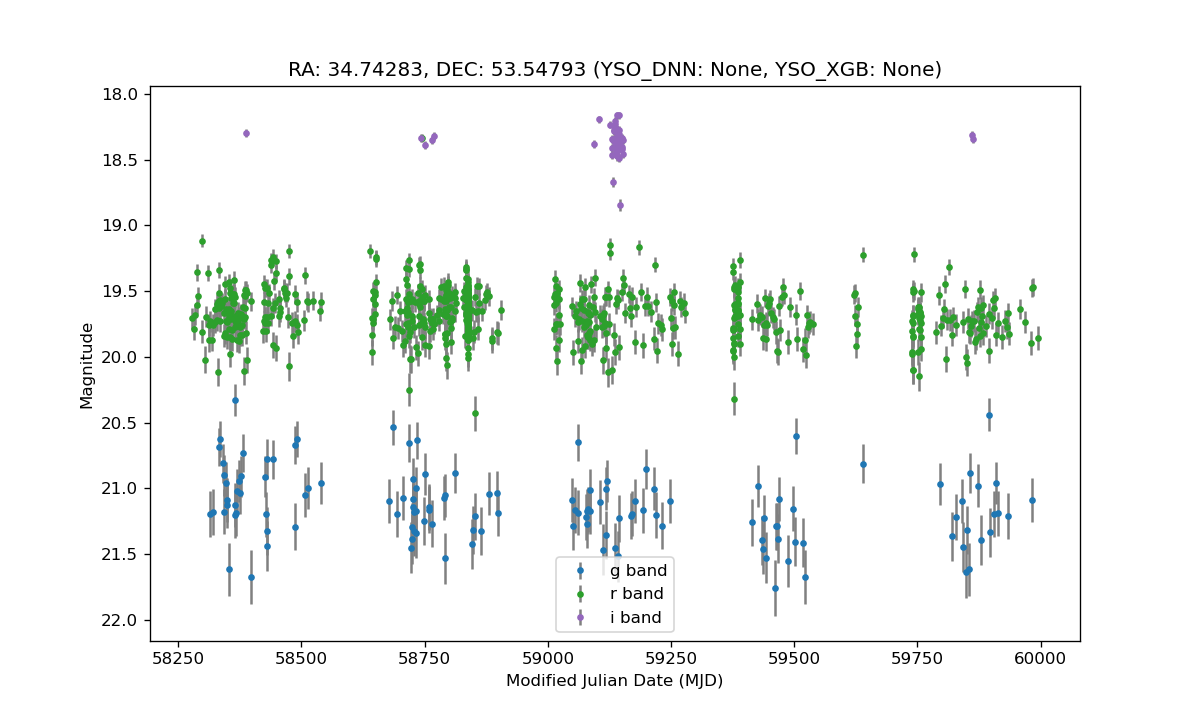 RA: 34.74283, DEC: 53.54793 (YSO_DNN: None, YSO_XGB: None)
18.0
18.5
19.0
19.5
20.0
20.5
21.0
21.5
22.0
Magnitude
g band
r band
i band
58250 58500 58750 59000 59250 59500 59750 60000
Modified Julian Date (MJD)